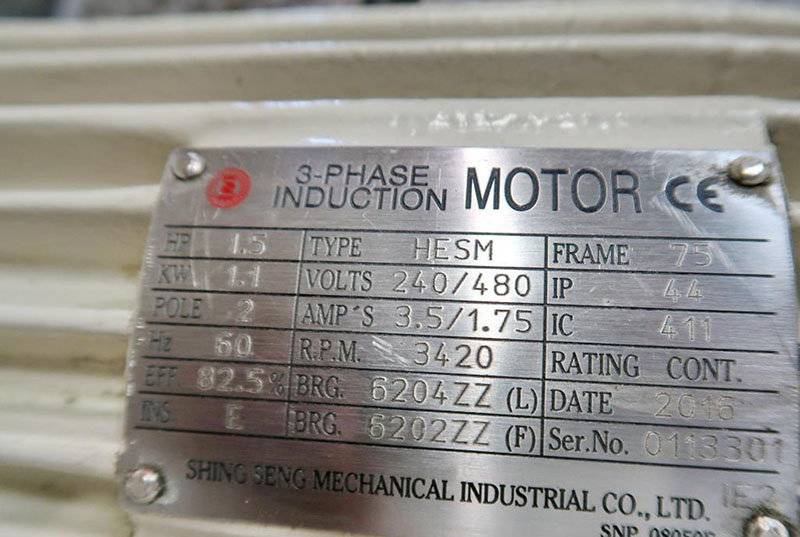 3-PHASE INDUCTION MOTOR CE
HP 1.5 TYPE HESM FRAME 75
KW 1.1 VOLTS 240/480 IP 44
POLE 2 AMP'S 3.5/1.75 IC 411
Hz 60 R.P.M. 3420 RATING CONT.
EFF 82.5% BRG. 6204ZZ (L) DATE 2016
INS. E BRG. 6202ZZ (F) Ser.No. 0113301
SHING SENG MECHANICAL INDUSTRIAL CO., LTD. IE2
SNP